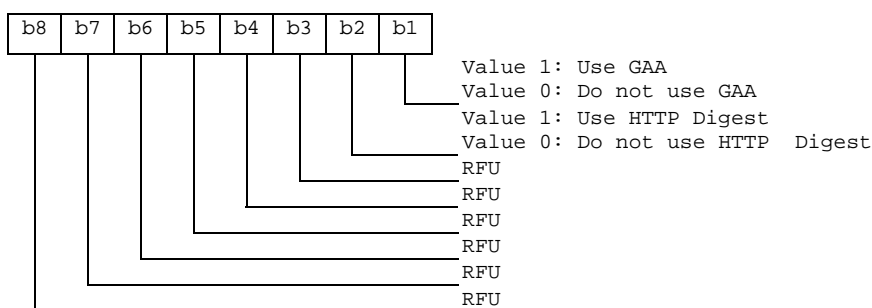 b8 b7 b6 b5 b4 b3 b2 b1
Value 1: Use GAA
Value 0: Do not use GAA
Value 1: Use HTTP Digest
Value 0: Do not use HTTP Digest
RFU
RFU
RFU
RFU
RFU
RFU